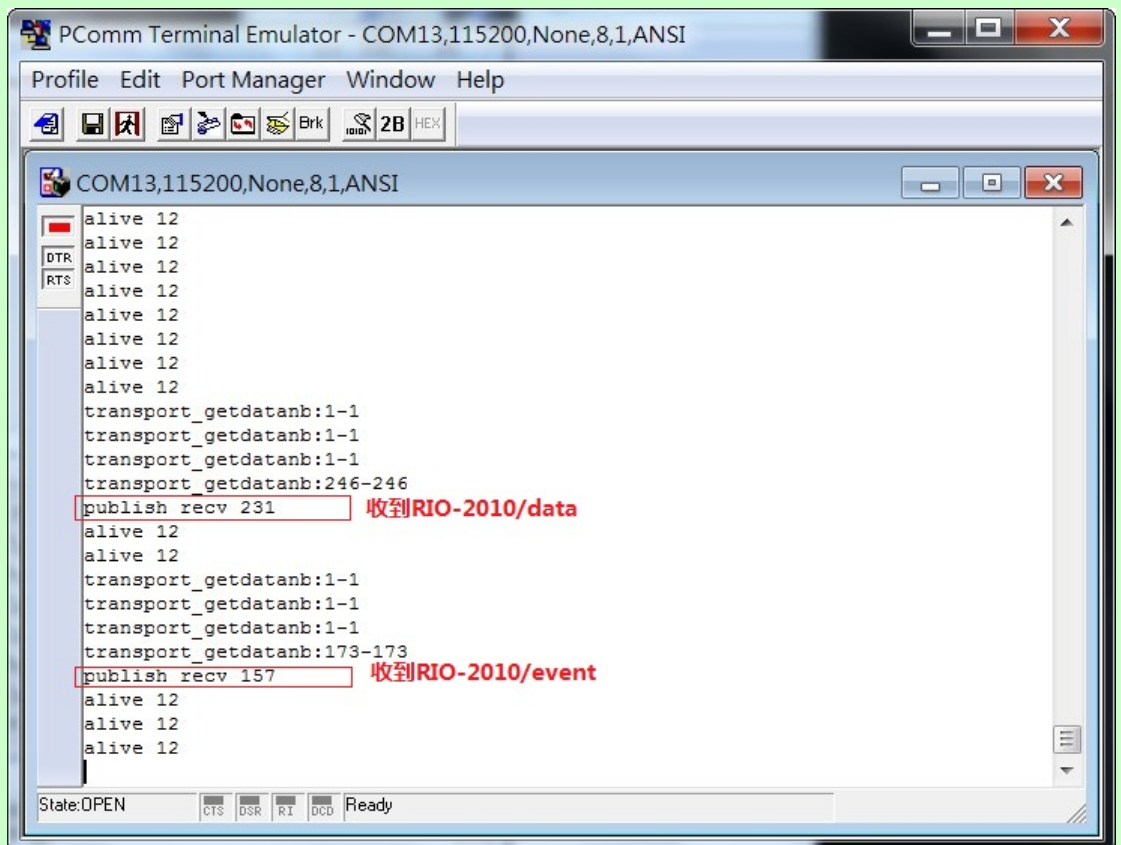 PComm Terminal Emulator - COM13,115200,None,8,1,ANSI
Profile Edit Port Manager Window Help
Brk 2B HEX
COM13,115200,None,8,1,ANSI
alive 12
DTR
alive 12
alive 12
RTS
alive 12
alive 12
alive 12
alive 12
alive 12
transport_getdatanb:1-1
transport_getdatanb:1-1
transport_getdatanb:1-1
transport_getdatanb:246-246
publish recv 231 收到RIO-2010/data
alive 12
alive 12
transport_getdatanb:1-1
transport_getdatanb:1-1
transport_getdatanb:1-1
transport_getdatanb:173-173
publish recv 157 收到RIO-2010/event
alive 12
alive 12
alive 12
State:OPEN CTS DSR RI DCD Ready